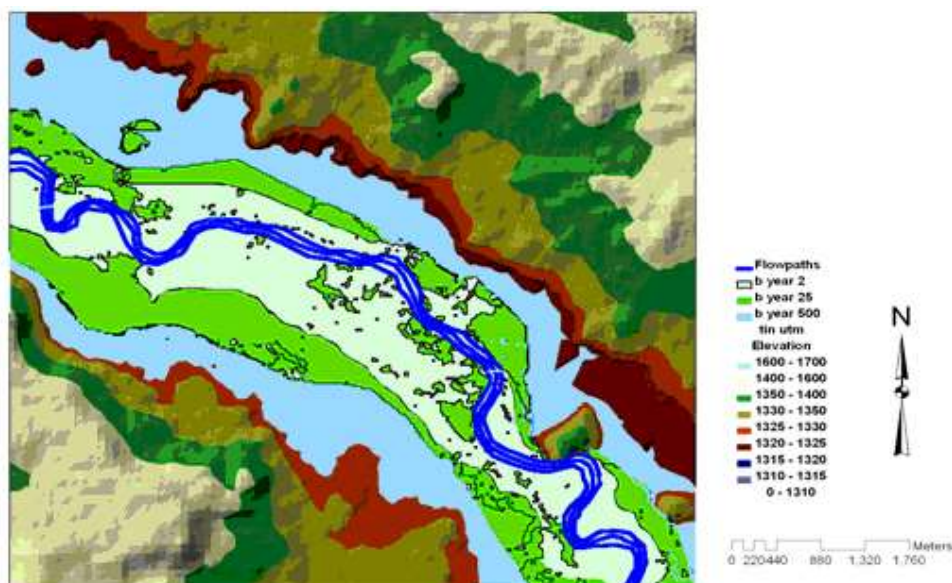 Flowpaths
b year 2
b year 25
b year 500
tin utm
Elevation
1600 - 1700
1400 - 1600
1350 - 1400
1330 - 1350
1325 - 1330
1320 - 1325
1315 - 1320
1310 - 1315
0 - 1310
N
Meters
0 220440 880 1.320 1.760